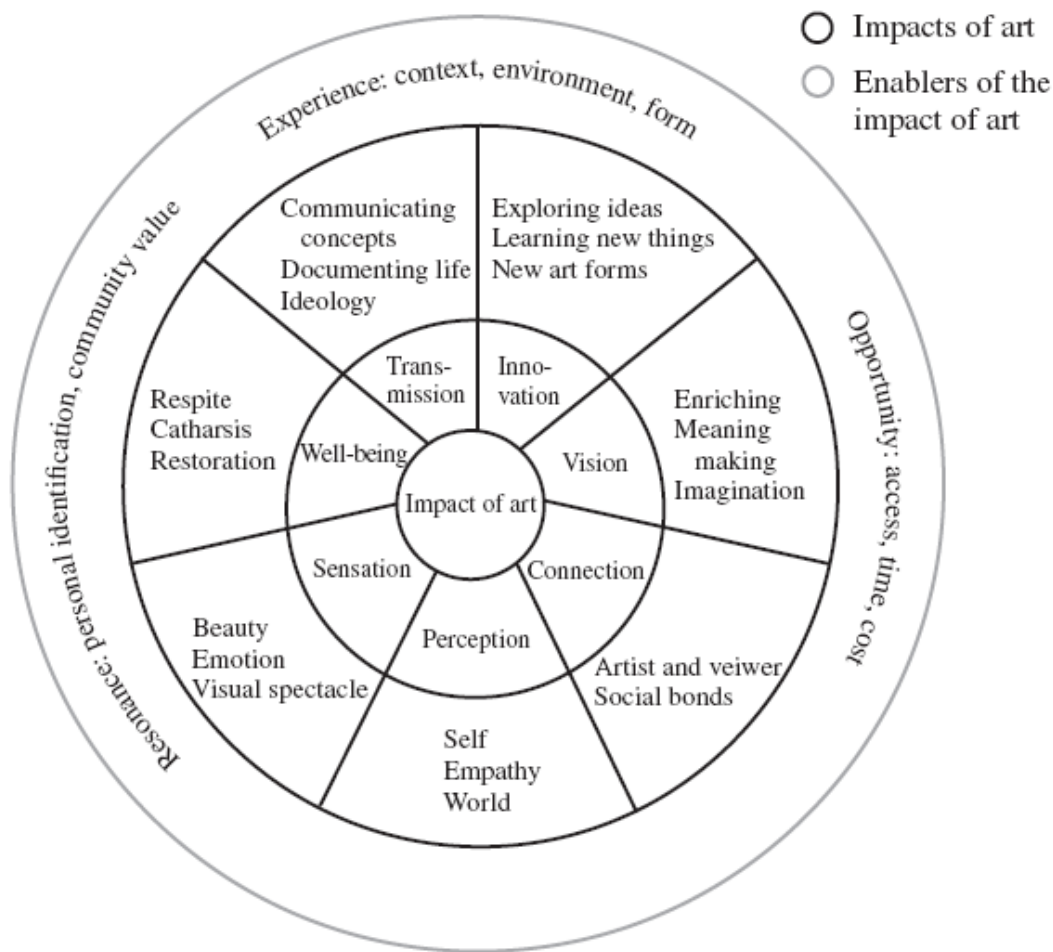 Impacts of art
Enablers of the
impact of art
Experience: context, environment, form
Opportunity: access, time, cost
Resonance: personal identification, community value
Communicating
concepts
Documenting life
Ideology
Exploring ideas
Learning new things
New art forms
Enriching
Meaning
making
Imagination
Artist and veiwer
Social bonds
Self
Empathy
World
Beauty
Emotion
Visual spectacle
Respite
Catharsis
Restoration
Trans-
mission
Inno-
vation
Vision
Connection
Perception
Sensation
Well-being
Impact of art